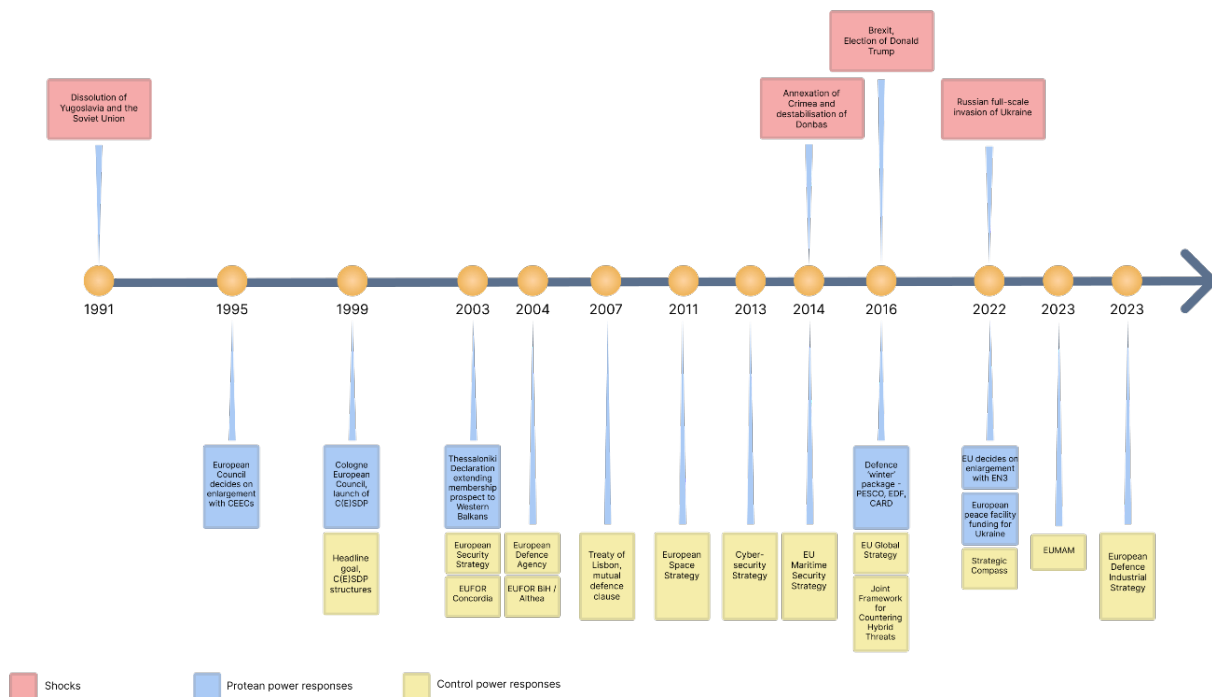 Brexit,
Election of Donald
Trump
Dissolution of
Yugoslavia and the
Soviet Union
Annexation of
Crimea and
destabilisation of
Donbas
Russian full-scale
invasion of Ukraine
1991
1995
1999
2003
2004
2007
2011
2013
2014
2016
2022
2023
2023
European
Council
decides on
enlargement
with CEECs
Cologne
European
Council,
launch of
C(E)SDP
Headline
goal,
C(E)SDP
structures
Thessaloniki
Declaration
extending
membership
prospect to
Western
Balkans
European
Security
Strategy
EUFOR
Concordia
European
Defence
Agency
EUFOR BiH /
Althea
Treaty of
Lisbon,
mutual
defence
clause
European
Space
Strategy
Cyber-
security
Strategy
EU
Maritime
Security
Strategy
Defence
'winter'
package -
PESCO, EDF,
CARD
EU Global
Strategy
Joint
Framework
for
Countering
Hybrid
Threats
EU decides on
enlargement
with EN3
European
peace facility
funding for
Ukraine
Strategic
Compass
EUMAM
European
Defence
Industrial
Strategy
Shocks
Protean power responses
Control power responses